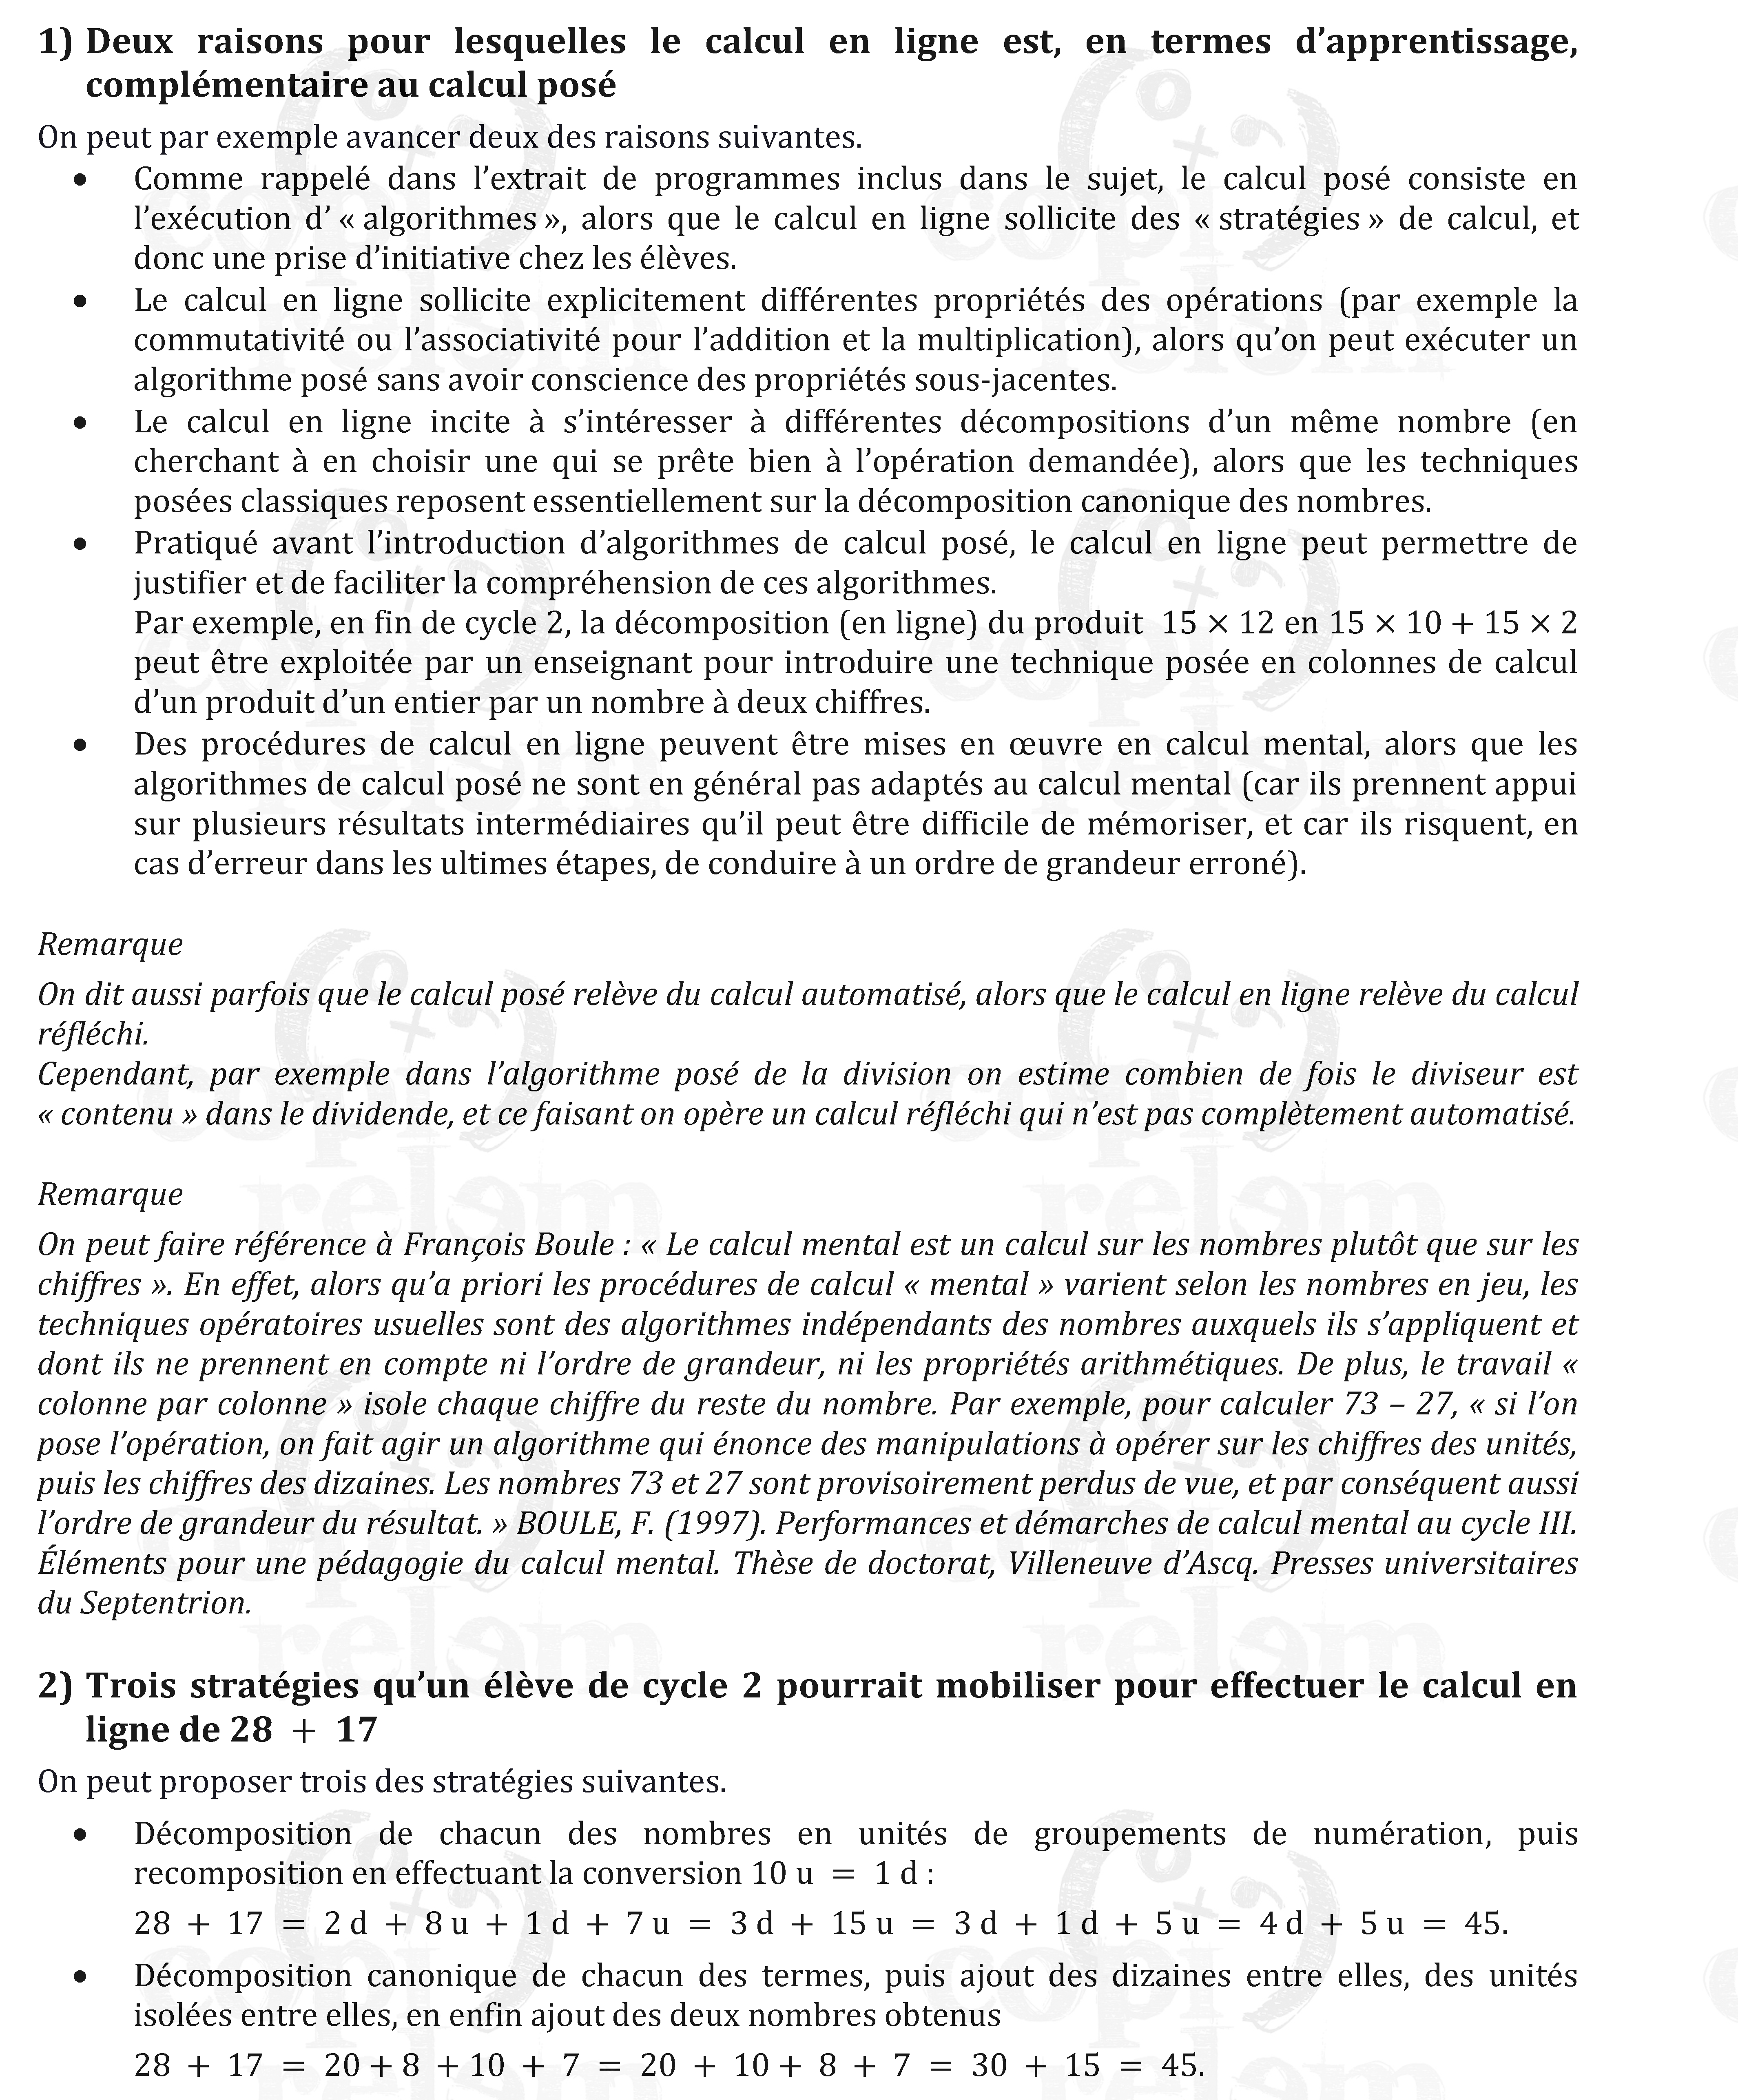 1) Deux raisons pour lesquelles le calcul en ligne est, en termes d’apprentissage,
complémentaire au calcul posé
On peut par exemple avancer deux des raisons suivantes.
• Comme rappelé dans l’extrait de programmes inclus dans le sujet, le calcul posé consiste en
l’exécution d’ « algorithmes », alors que le calcul en ligne sollicite des « stratégies » de calcul, et
donc une prise d’initiative chez les élèves.
• Le calcul en ligne sollicite explicitement différentes propriétés des opérations (par exemple la
commutativité ou l’associativité pour l’addition et la multiplication), alors qu’on peut exécuter un
algorithme posé sans avoir conscience des propriétés sous-jacentes.
• Le calcul en ligne incite à s’intéresser à différentes décompositions d’un même nombre (en
cherchant à en choisir une qui se prête bien à l’opération demandée), alors que les techniques
posées classiques reposent essentiellement sur la décomposition canonique des nombres.
• Pratiqué avant l’introduction d’algorithmes de calcul posé, le calcul en ligne peut permettre de
justifier et de faciliter la compréhension de ces algorithmes.
Par exemple, en fin de cycle 2, la décomposition (en ligne) du produit 15 × 12 en 15 × 10 + 15 × 2
peut être exploitée par un enseignant pour introduire une technique posée en colonnes de calcul
d’un produit d’un entier par un nombre à deux chiffres.
• Des procédures de calcul en ligne peuvent être mises en œuvre en calcul mental, alors que les
algorithmes de calcul posé ne sont en général pas adaptés au calcul mental (car ils prennent appui
sur plusieurs résultats intermédiaires qu’il peut être difficile de mémoriser, et car ils risquent, en
cas d’erreur dans les ultimes étapes, de conduire à un ordre de grandeur erroné).
Remarque
On dit aussi parfois que le calcul posé relève du calcul automatisé, alors que le calcul en ligne relève du calcul
réfléchi.
Cependant, par exemple dans l’algorithme posé de la division on estime combien de fois le diviseur est
« contenu » dans le dividende, et ce faisant on opère un calcul réfléchi qui n’est pas complètement automatisé.
Remarque
On peut faire référence à François Boule : « Le calcul mental est un calcul sur les nombres plutôt que sur les
chiffres ». En effet, alors qu’a priori les procédures de calcul « mental » varient selon les nombres en jeu, les
techniques opératoires usuelles sont des algorithmes indépendants des nombres auxquels ils s’appliquent et
dont ils ne prennent en compte ni l’ordre de grandeur, ni les propriétés arithmétiques. De plus, le travail «
colonne par colonne » isole chaque chiffre du reste du nombre. Par exemple, pour calculer 73 – 27, « si l’on
pose l’opération, on fait agir un algorithme qui énonce des manipulations à opérer sur les chiffres des unités,
puis les chiffres des dizaines. Les nombres 73 et 27 sont provisoirement perdus de vue, et par conséquent aussi
l’ordre de grandeur du résultat. » BOULE, F. (1997). Performances et démarches de calcul mental au cycle III.
Éléments pour une pédagogie du calcul mental. Thèse de doctorat, Villeneuve d’Ascq. Presses universitaires
du Septentrion.
2) Trois stratégies qu’un élève de cycle 2 pourrait mobiliser pour effectuer le calcul en
ligne de 28 + 17
On peut proposer trois des stratégies suivantes.
• Décomposition de chacun des nombres en unités de groupements de numération, puis
recomposition en effectuant la conversion 10 u = 1 d :
28 + 17 = 2 d + 8 u + 1 d + 7 u = 3 d + 15 u = 3 d + 1 d + 5 u = 4 d + 5 u = 45.
• Décomposition canonique de chacun des termes, puis ajout des dizaines entre elles, des unités
isolées entre elles, en enfin ajout des deux nombres obtenus
28 + 17 = 20 + 8 + 10 + 7 = 20 + 10 + 8 + 7 = 30 + 15 = 45.